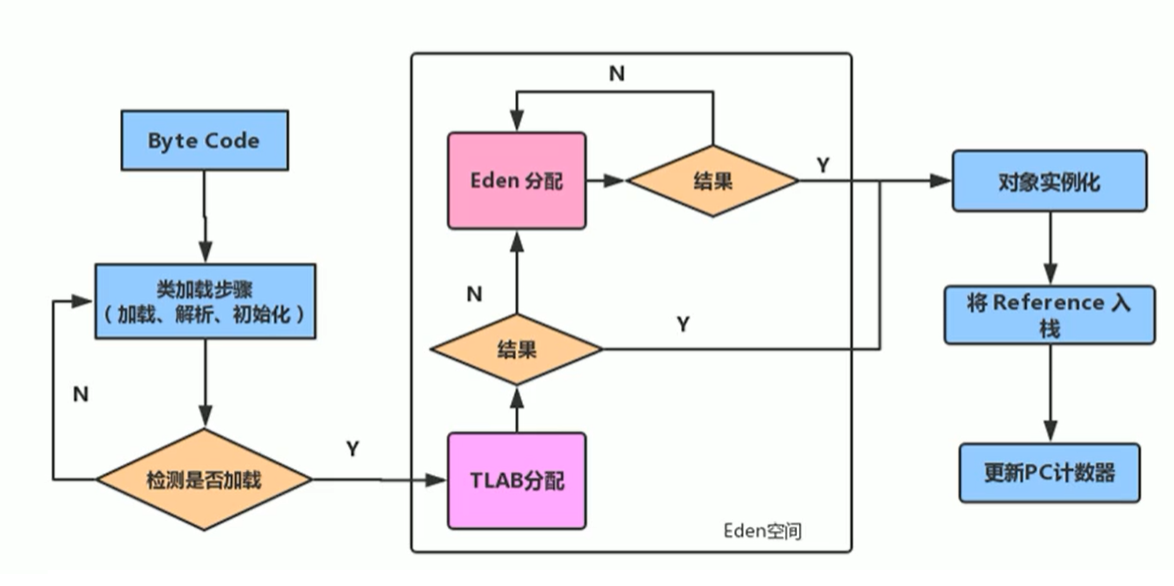 Byte Code
类加载步骤
（加载、解析、初始化）
N
检测是否加载
Y
N
Eden 分配
结果
Y
N
结果
Y
TLAB分配
Eden空间
对象实例化
将 Reference 入
栈
更新PC计数器